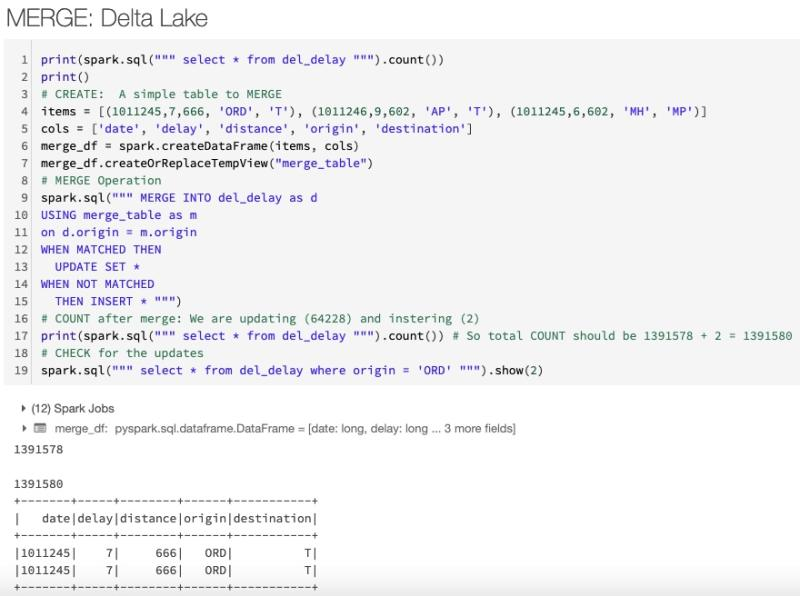 MERGE: Delta Lake
1 print(spark.sql(""" select * from del_delay """).count())
2 print()
3 # CREATE:  A simple table to MERGE
4 items = [(1011245,7,666, 'ORD', 'T'), (1011246,9,602, 'AP', 'T'), (1011245,6,602, 'MH', 'MP')]
5 cols = ['date', 'delay', 'distance', 'origin', 'destination']
6 merge_df = spark.createDataFrame(items, cols)
7 merge_df.createOrReplaceTempView("merge_table")
8 # MERGE Operation
9 spark.sql(""" MERGE INTO del_delay as d
10 USING merge_table as m
11 on d.origin = m.origin
12 WHEN MATCHED THEN
13   UPDATE SET *
14 WHEN NOT MATCHED
15   THEN INSERT * """)
16 # COUNT after merge: We are updating (64228) and instering (2)
17 print(spark.sql(""" select * from del_delay """).count()) # So total COUNT should be 1391578 + 2 = 1391580
18 # CHECK for the updates
19 spark.sql(""" select * from del_delay where origin = 'ORD' """).show(2)
(12) Spark Jobs
merge_df: pyspark.sql.dataframe.DataFrame = [date: long, delay: long ... 3 more fields]
1391578
1391580
+-------+-----+--------+------+-----------+
|   date|delay|distance|origin|destination|
+-------+-----+--------+------+-----------+
|1011245|    7|     666|   ORD|          T|
|1011245|    7|     666|   ORD|          T|
+-------+-----+--------+------+-----------+